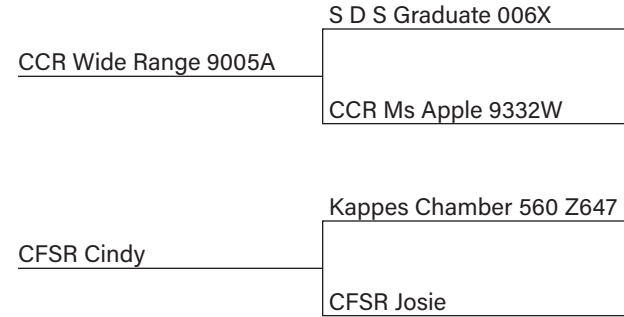 S D S Graduate 006X
CCR Wide Range 9005A
CCR Ms Apple 9332W
Kappes Chamber 560 Z647
CFSR Cindy
CFSR Josie